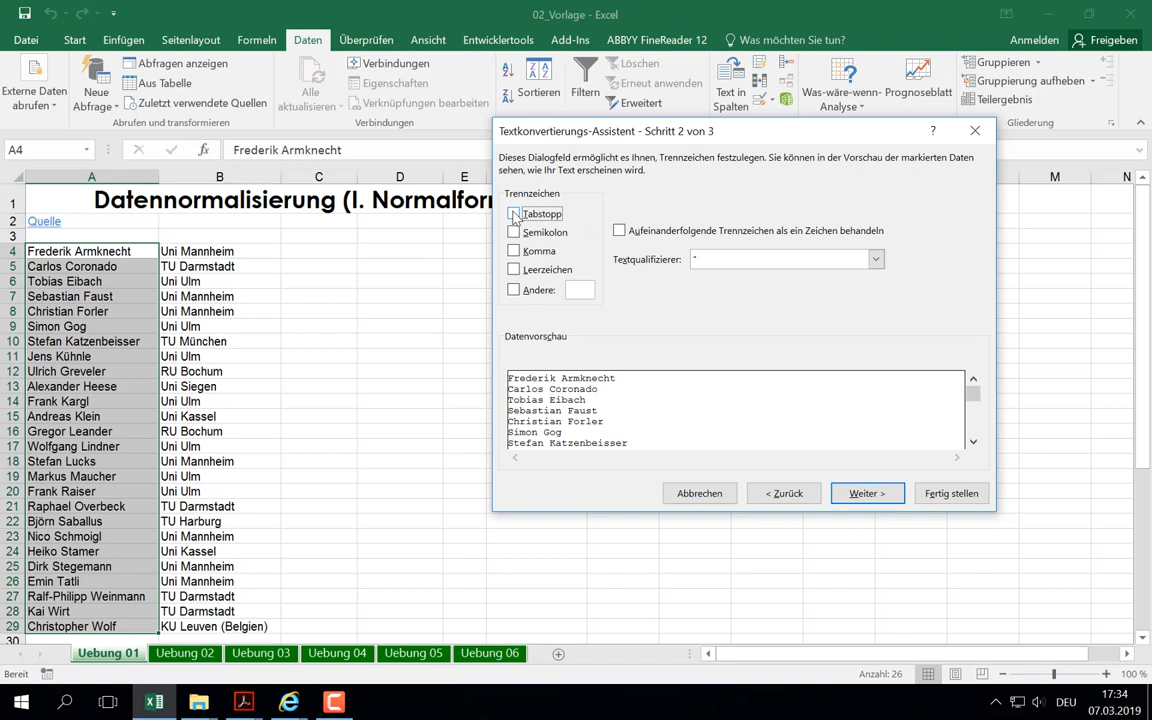 02_Vorlage - Excel
Datei Start Einfügen Seitenlayout Formeln Daten Überprüfen Ansicht Entwicklertools Add-Ins ABBYY FineReader 12 Was möchten Sie tun? Anmelden Freigeben
Externe Daten abrufen
Neue Abfrage
Abfragen anzeigen
Aus Tabelle
Zuletzt verwendete Quellen
Abrufen und transformieren
Alle aktualisieren
Verbindungen
Eigenschaften
Verknüpfungen bearbeiten
Verbindungen
Sortieren
Filtern
Löschen
Erneut anwenden
Erweitert
Text in Spalten
Was-wäre-wenn-Analyse
Prognoseblatt
Gruppieren
Gruppierung aufheben
Teilergebnis
Gliederung
A4 fx Frederik Armknecht
A B C D E M N
1 Datennormalisierung (I. Normalform
2 Quelle
3
4 Frederik Armknecht Uni Mannheim
5 Carlos Coronado TU Darmstadt
6 Tobias Eibach Uni Ulm
7 Sebastian Faust Uni Mannheim
8 Christian Forler Uni Mannheim
9 Simon Gog Uni Ulm
10 Stefan Katzenbeisser TU München
11 Jens Kühnle Uni Ulm
12 Ulrich Greveler RU Bochum
13 Alexander Heese Uni Siegen
14 Frank Kargl Uni Ulm
15 Andreas Klein Uni Kassel
16 Gregor Leander RU Bochum
17 Wolfgang Lindner Uni Ulm
18 Stefan Lucks Uni Mannheim
19 Markus Maucher Uni Ulm
20 Frank Raiser Uni Ulm
21 Raphael Overbeck TU Darmstadt
22 Björn Saballus TU Harburg
23 Nico Schmoigl Uni Mannheim
24 Heiko Stamer Uni Kassel
25 Dirk Stegemann Uni Mannheim
26 Emin Tatli Uni Mannheim
27 Ralf-Philipp Weinmann TU Darmstadt
28 Kai Wirt TU Darmstadt
29 Christopher Wolf KU Leuven (Belgien)
30
Textkonvertierungs-Assistent - Schritt 2 von 3 ?
Dieses Dialogfeld ermöglicht es Ihnen, Trennzeichen festzulegen. Sie können in der Vorschau der markierten Daten
sehen, wie Ihr Text erscheinen wird.
Trennzeichen
Tabstopp
Semikolon
Komma
Leerzeichen
Andere:
Aufeinanderfolgende Trennzeichen als ein Zeichen behandeln
Textqualifizierer: "
Datenvorschau
Frederik Armknecht
Carlos Coronado
Tobias Eibach
Sebastian Faust
Christian Forler
Simon Gog
Stefan Katzenbeisser
Abbrechen < Zurück Weiter > Fertig stellen
Uebung 01 Uebung 02 Uebung 03 Uebung 04 Uebung 05 Uebung 06
Bereit Anzahl: 26 100 %
DEU
17:34
07.03.2019